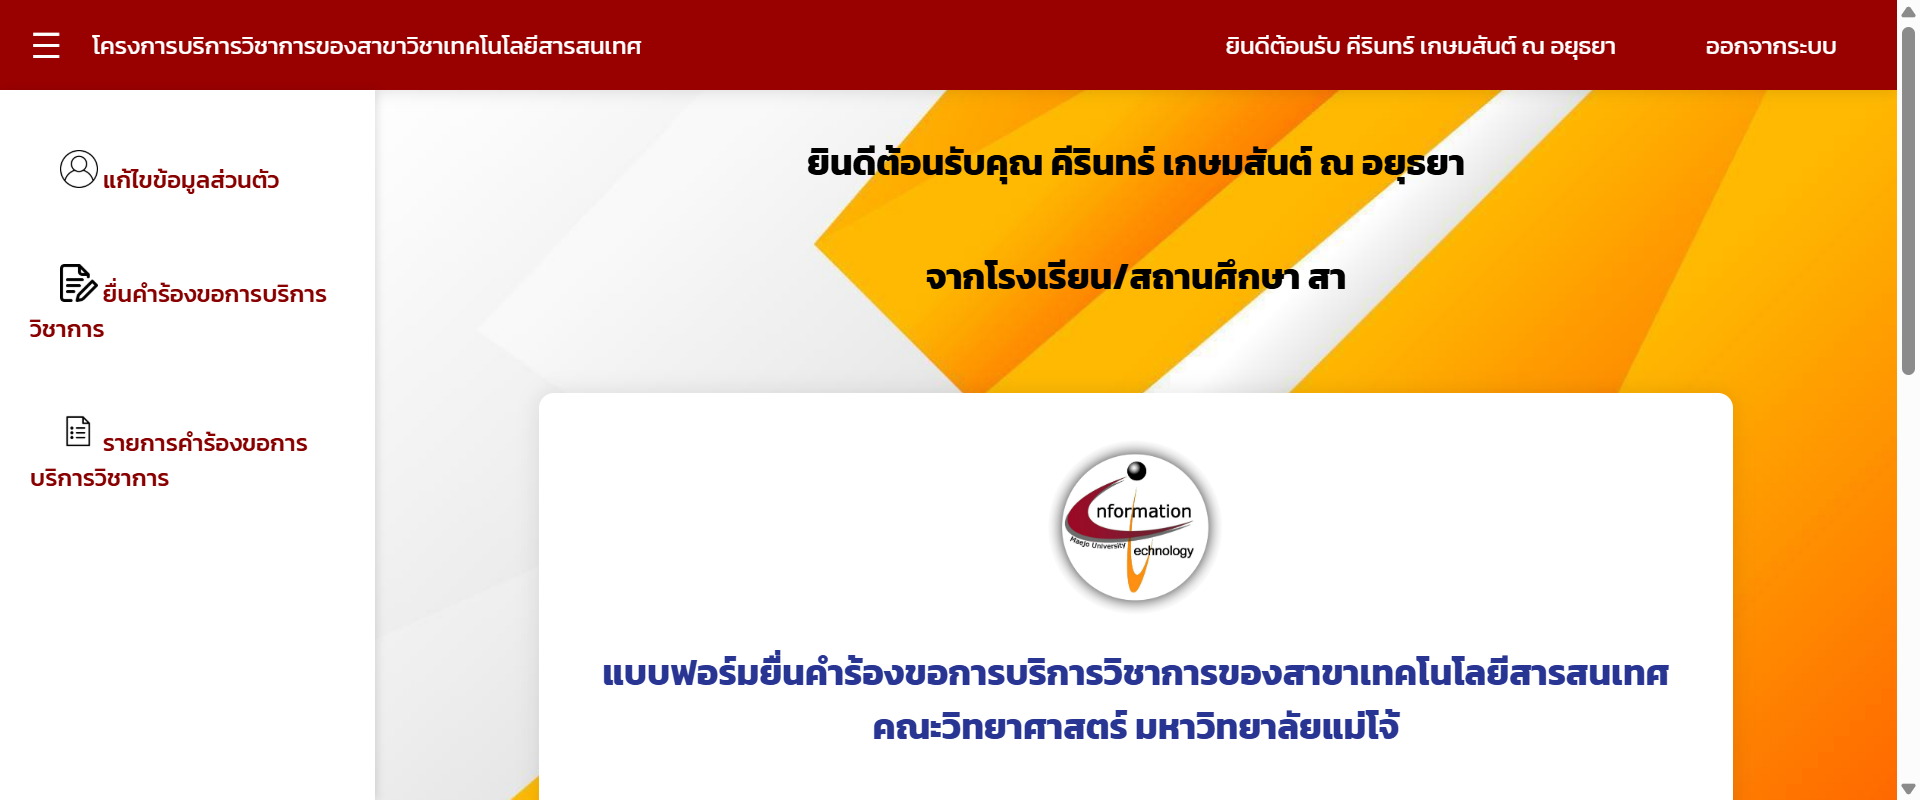 ☰ โครงการบริการวิชาการของสาขาวิชาเทคโนโลยีสารสนเทศ
ยินดีต้อนรับ คีรินทร์ เกษมสันต์ ณ อยุธยา
ออกจากระบบ
แก้ไขข้อมูลส่วนตัว
ยื่นคำร้องขอการบริการ
วิชาการ
รายการคำร้องขอการ
บริการวิชาการ
ยินดีต้อนรับคุณ คีรินทร์ เกษมสันต์ ณ อยุธยา
จากโรงเรียน/สถานศึกษา สา
nformation
Maejo University
echnology
แบบฟอร์มยื่นคำร้องขอการบริการวิชาการของสาขาเทคโนโลยีสารสนเทศ
คณะวิทยาศาสตร์ มหาวิทยาลัยแม่โจ้